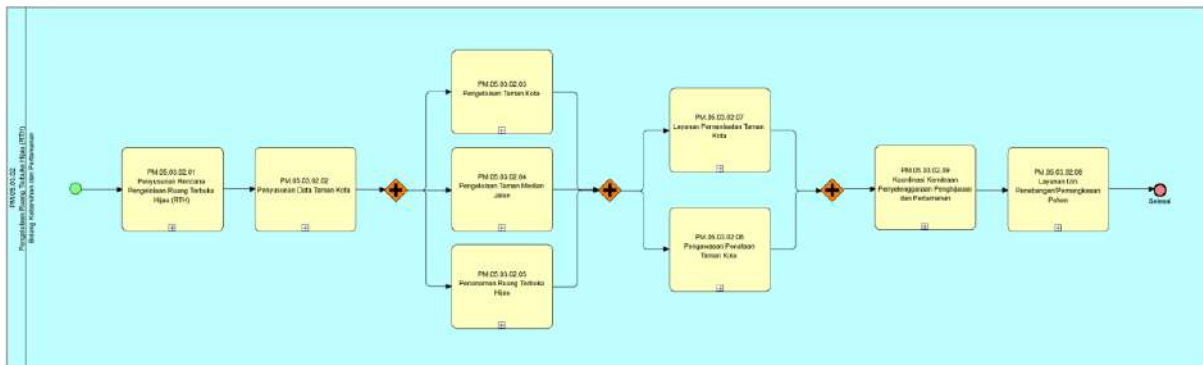 PM.05.03.02
Pengelolaan Ruang Terbuka Hijau (RTH)
Bidang Kebersihan dan Pertamanan
PM.05.03.02.01
Penyusunan Rencana
Pengelolaan Ruang Terbuka
Hijau (RTH)
PM.05.03.02.02
Penyusunan Data Taman Kota
PM.05.03.02.03
Pengelolaan Taman Kota
PM.05.03.02.04
Pengelolaan Taman Median
Jalan
PM.05.03.02.05
Penanaman Ruang Terbuka
Hijau
PM.05.03.02.07
Layanan Pemanfaatan Taman
Kota
PM.05.03.02.06
Pengawasan Penataan
Taman Kota
PM.05.03.02.09
Koordinasi Kemitraan
Penyelenggaraan Penghijauan
dan Pertamanan
PM.05.03.02.08
Layanan Izin
Penebangan/Pemangkasan
Pohon
Selesai